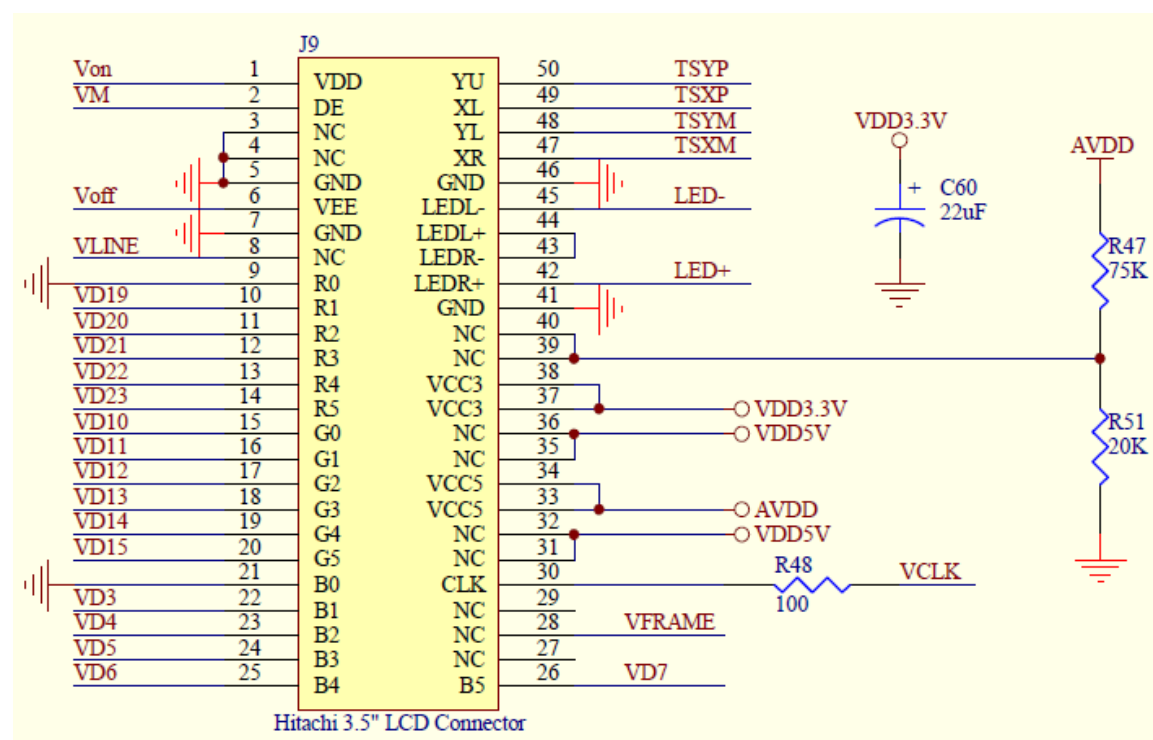 J9
Von 1 VDD YU 50 TSYP
VM 2 DE XL 49 TSXP
3 NC YL 48 TSYM
4 NC XR 47 TSXM
5 GND GND 46
Voff 6 VEE LEDL- 45 LED-
7 GND LEDL+ 44
VLINE 8 NC LEDR- 43
9 R0 LEDR+ 42 LED+
VD19 10 R1 GND 41
VD20 11 R2 NC 40
VD21 12 R3 NC 39
VD22 13 R4 VCC3 38
VD23 14 R5 VCC3 37 VDD3.3V
VD10 15 G0 NC 36 VDD5V
VD11 16 G1 NC 35
VD12 17 G2 VCC5 34
VD13 18 G3 VCC5 33 AVDD
VD14 19 G4 NC 32 VDD5V
VD15 20 G5 NC 31
21 B0 CLK 30 R48 100 VCLK
VD3 22 B1 NC 29
VD4 23 B2 NC 28 VFRAME
VD5 24 B3 NC 27
VD6 25 B4 B5 26 VD7
Hitachi 3.5" LCD Connector
VDD3.3V
+ C60
22uF
AVDD
R47
75K
R51
20K